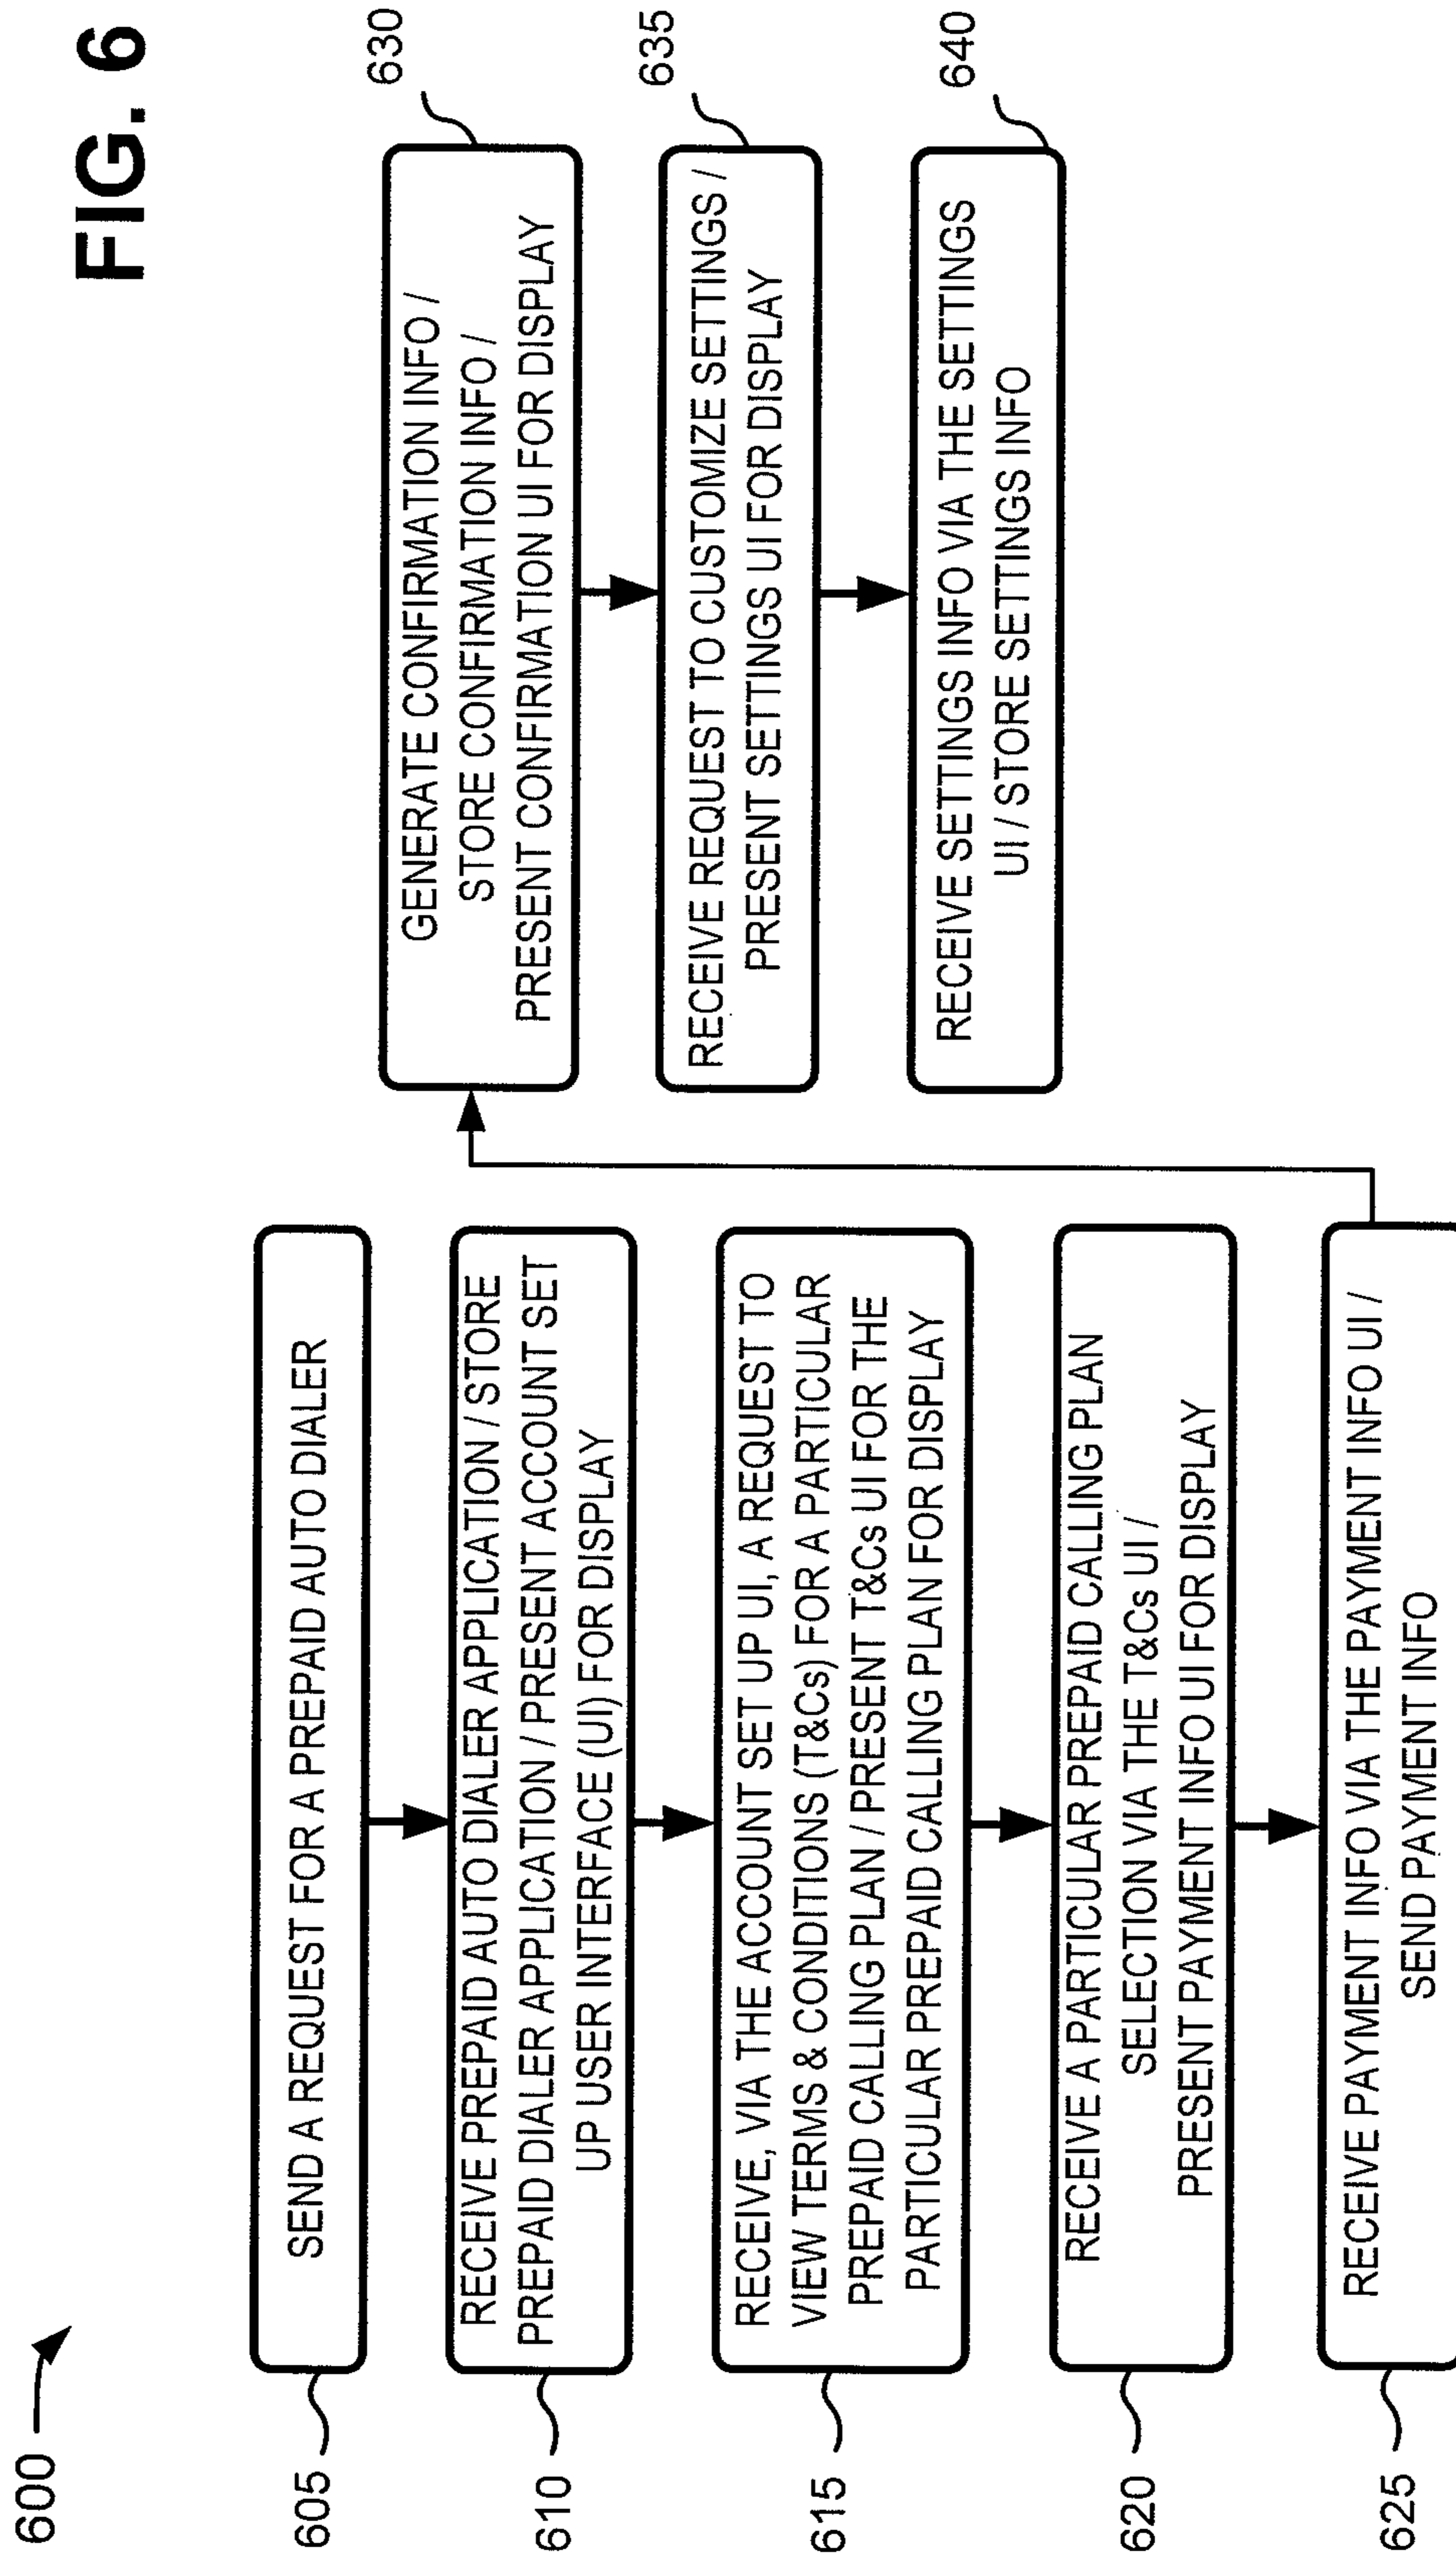 FIG. 6
600
605
SEND A REQUEST FOR A PREPAID AUTO DIALER
610
RECEIVE PREPAID AUTO DIALER APPLICATION / STORE
PREPAID DIALER APPLICATION / PRESENT ACCOUNT SET
UP USER INTERFACE (UI) FOR DISPLAY
615
RECEIVE, VIA THE ACCOUNT SET UP UI, A REQUEST TO
VIEW TERMS & CONDITIONS (T&Cs) FOR A PARTICULAR
PREPAID CALLING PLAN / PRESENT T&Cs UI FOR THE
PARTICULAR PREPAID CALLING PLAN FOR DISPLAY
620
RECEIVE A PARTICULAR PREPAID CALLING PLAN
SELECTION VIA THE T&Cs UI /
PRESENT PAYMENT INFO UI FOR DISPLAY
625
RECEIVE PAYMENT INFO VIA THE PAYMENT INFO UI /
SEND PAYMENT INFO
630
GENERATE CONFIRMATION INFO /
STORE CONFIRMATION INFO /
PRESENT CONFIRMATION UI FOR DISPLAY
635
RECEIVE REQUEST TO CUSTOMIZE SETTINGS /
PRESENT SETTINGS UI FOR DISPLAY
640
RECEIVE SETTINGS INFO VIA THE SETTINGS
UI / STORE SETTINGS INFO